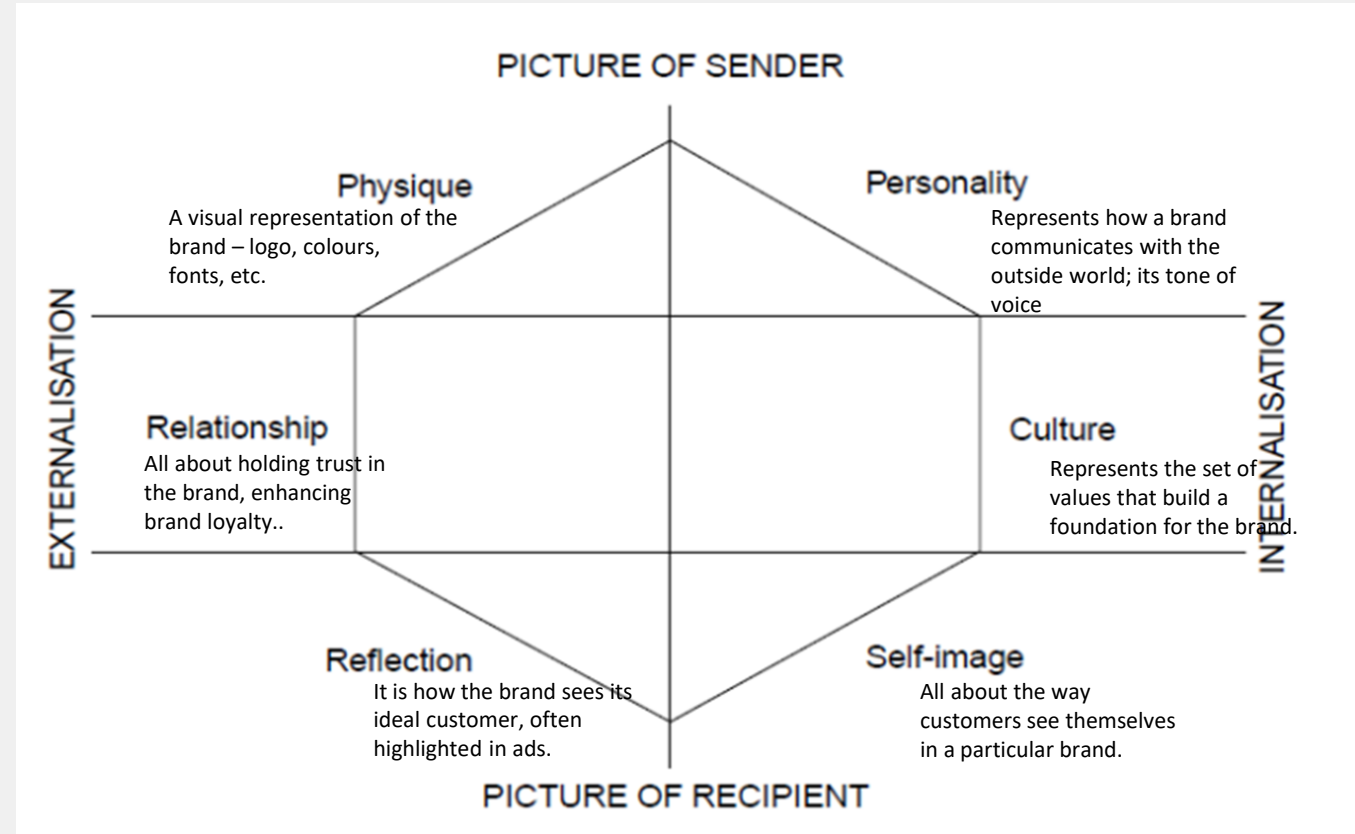 PICTURE OF SENDER
Physique
A visual representation of the
brand – logo, colours,
fonts, etc.
Personality
Represents how a brand
communicates with the
outside world; its tone of
voice
EXTERNALISATION
INTERNALISATION
Relationship
All about holding trust in
the brand, enhancing
brand loyalty..
Culture
Represents the set of
values that build a
foundation for the brand.
Reflection
It is how the brand sees its
ideal customer, often
highlighted in ads.
Self-image
All about the way
customers see themselves
in a particular brand.
PICTURE OF RECIPIENT